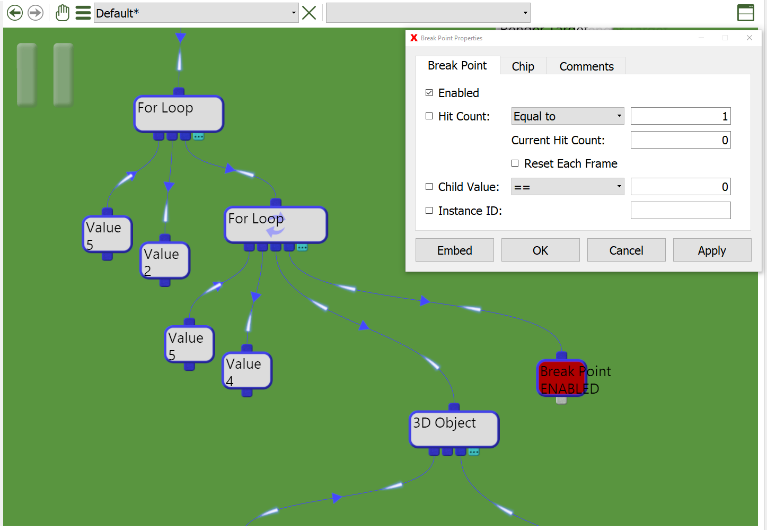 Default*
Break Point Properties
Break Point
Chip
Comments
Enabled
Hit Count:
Equal to
1
Current Hit Count:
0
Reset Each Frame
Child Value:
==
0
Instance ID:
Embed
OK
Cancel
Apply
For Loop
For Loop
Value
5
Value
2
Value
5
Value
4
Break Point
ENABLED
3D Object